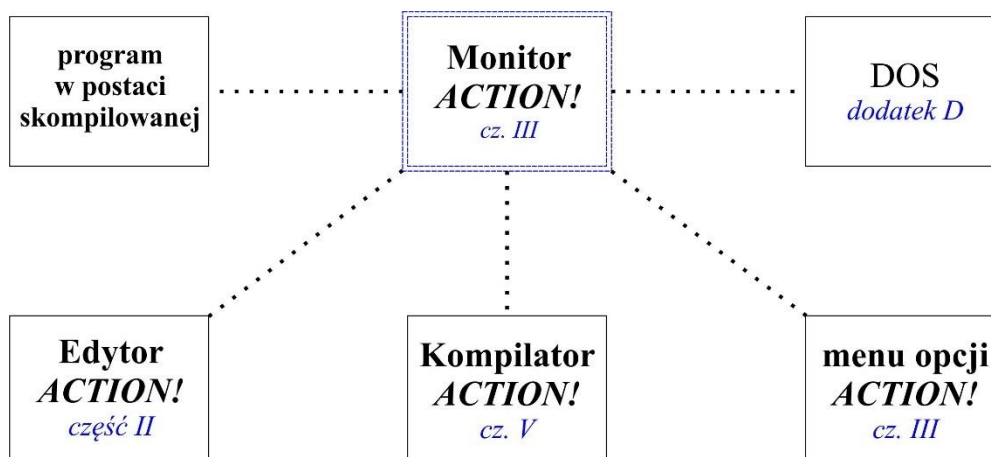 program
w postaci
skompilowanej
Monitor
ACTION!
cz. III
DOS
dodatek D
Edytor
ACTION!
część II
Kompilator
ACTION!
cz. V
menu opcji
ACTION!
cz. III